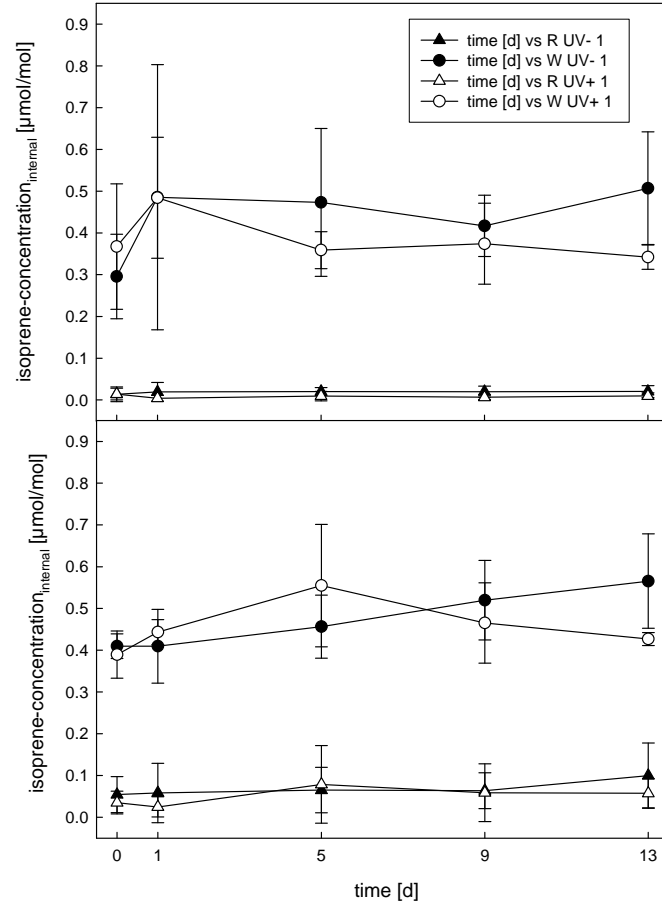 0.9
0.8
0.7
0.6
0.5
0.4
0.3
0.2
0.1
0.0
isoprene-concentration_internal [µmol/mol]
time [d] vs R UV- 1
time [d] vs W UV- 1
time [d] vs R UV+ 1
time [d] vs W UV+ 1
0.9
0.8
0.7
0.6
0.5
0.4
0.3
0.2
0.1
0.0
isoprene-concentration_internal [µmol/mol)
0 1 5 9 13
time [d]